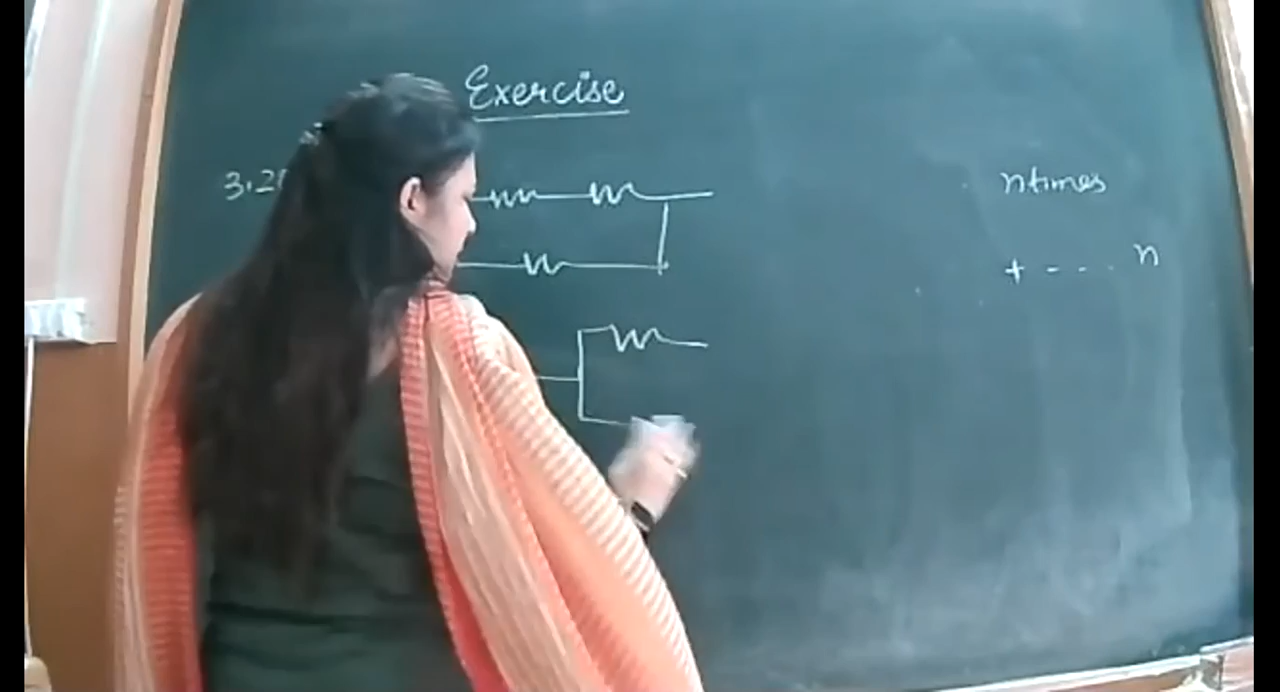 Exercise
3.2
n times
+ - - - . n